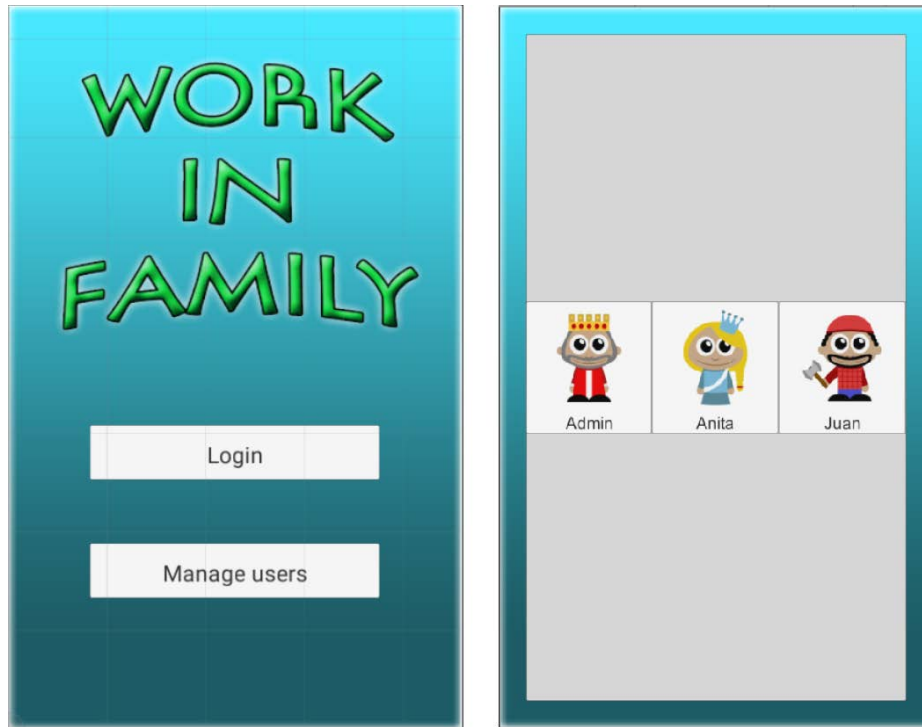 WORK
IN
FAMILY
Login
Manage users
Admin
Anita
Juan